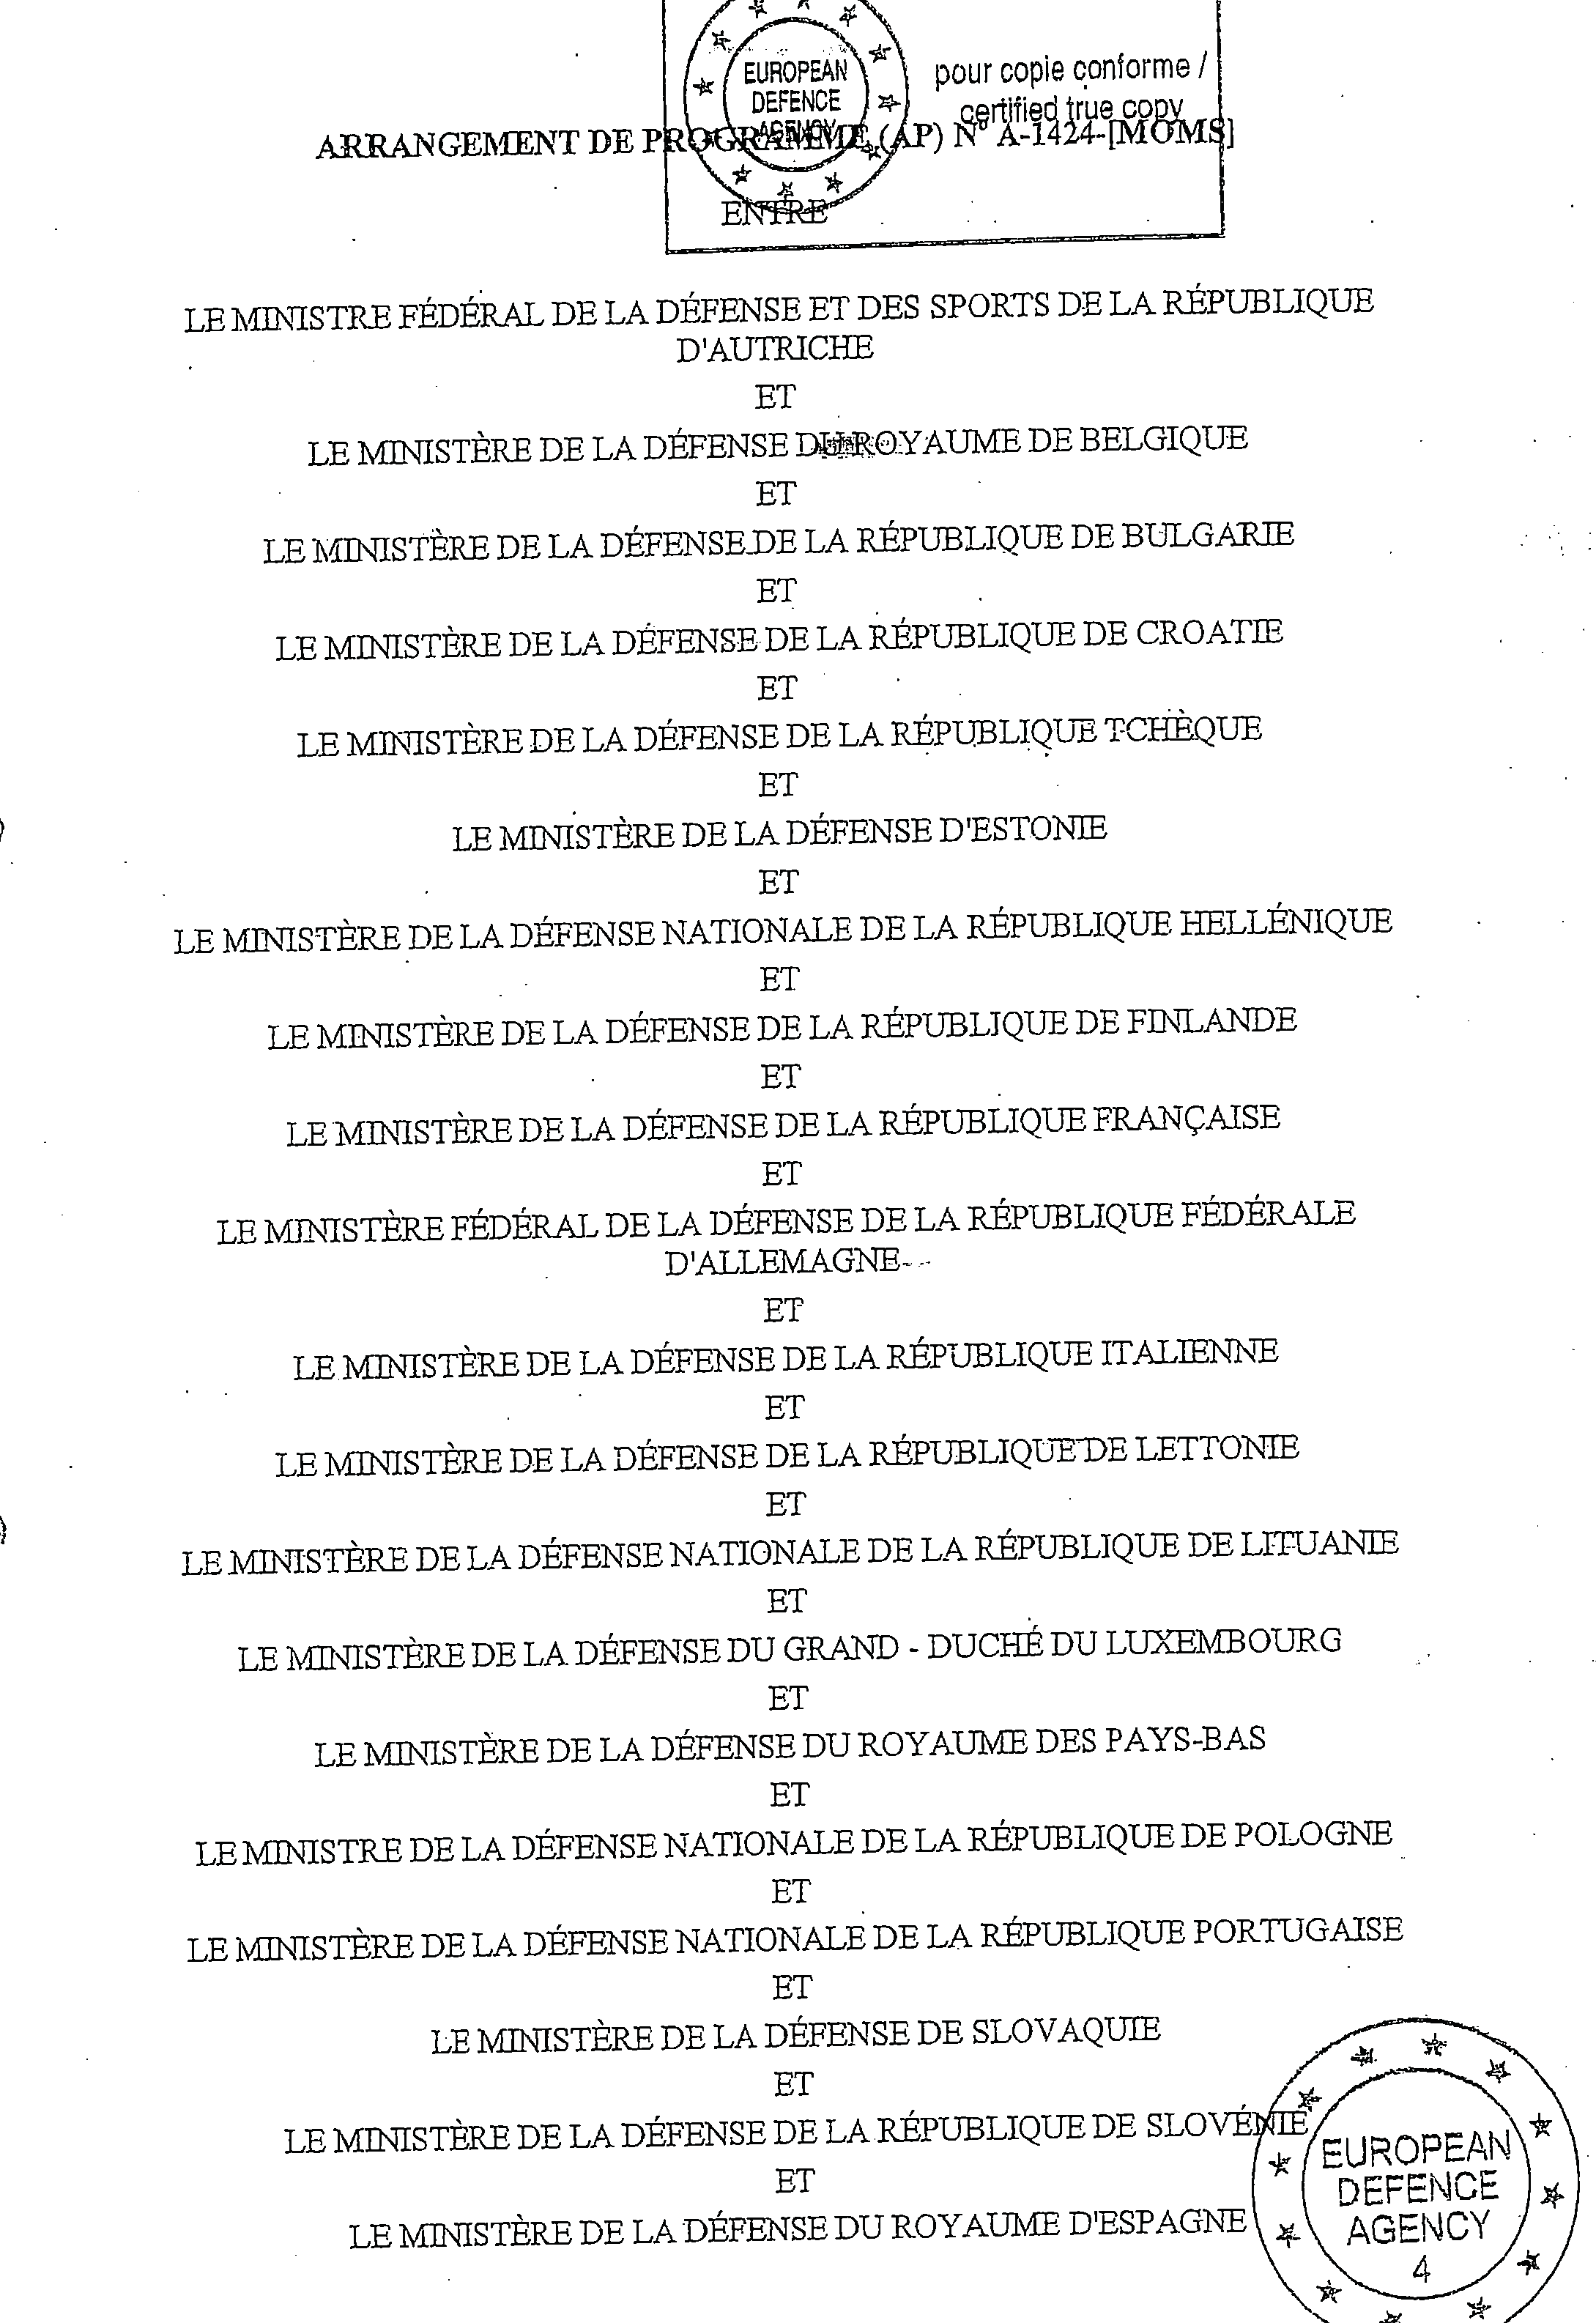 EUROPEAN
DEFENCE
AGENCY
pour copie conforme /
certified true copy
ARRANGEMENT DE PROGRAMME (AP) N° A-1424-[MOMS]
ENTRE
LE MINISTRE FÉDÉRAL DE LA DÉFENSE ET DES SPORTS DE LA RÉPUBLIQUE
D'AUTRICHE
ET
LE MINISTÈRE DE LA DÉFENSE DU ROYAUME DE BELGIQUE
ET
LE MINISTÈRE DE LA DÉFENSE DE LA RÉPUBLIQUE DE BULGARIE
ET
LE MINISTÈRE DE LA DÉFENSE DE LA RÉPUBLIQUE DE CROATIE
ET
LE MINISTÈRE DE LA DÉFENSE DE LA RÉPUBLIQUE TCHÈQUE
ET
LE MINISTÈRE DE LA DÉFENSE D'ESTONIE
ET
LE MINISTÈRE DE LA DÉFENSE NATIONALE DE LA RÉPUBLIQUE HELLÉNIQUE
ET
LE MINISTÈRE DE LA DÉFENSE DE LA RÉPUBLIQUE DE FINLANDE
ET
LE MINISTÈRE DE LA DÉFENSE DE LA RÉPUBLIQUE FRANÇAISE
ET
LE MINISTÈRE FÉDÉRAL DE LA DÉFENSE DE LA RÉPUBLIQUE FÉDÉRALE
D'ALLEMAGNE
ET
LE MINISTÈRE DE LA DÉFENSE DE LA RÉPUBLIQUE ITALIENNE
ET
LE MINISTÈRE DE LA DÉFENSE DE LA RÉPUBLIQUE DE LETTONIE
ET
LE MINISTÈRE DE LA DÉFENSE NATIONALE DE LA RÉPUBLIQUE DE LITUANIE
ET
LE MINISTÈRE DE LA DÉFENSE DU GRAND - DUCHÉ DU LUXEMBOURG
ET
LE MINISTÈRE DE LA DÉFENSE DU ROYAUME DES PAYS-BAS
ET
LE MINISTRE DE LA DÉFENSE NATIONALE DE LA RÉPUBLIQUE DE POLOGNE
ET
LE MINISTÈRE DE LA DÉFENSE NATIONALE DE LA RÉPUBLIQUE PORTUGAISE
ET
LE MINISTÈRE DE LA DÉFENSE DE SLOVAQUIE
ET
LE MINISTÈRE DE LA DÉFENSE DE LA RÉPUBLIQUE DE SLOVÉNIE
ET
LE MINISTÈRE DE LA DÉFENSE DU ROYAUME D'ESPAGNE
EUROPEAN
DEFENCE
AGENCY
4